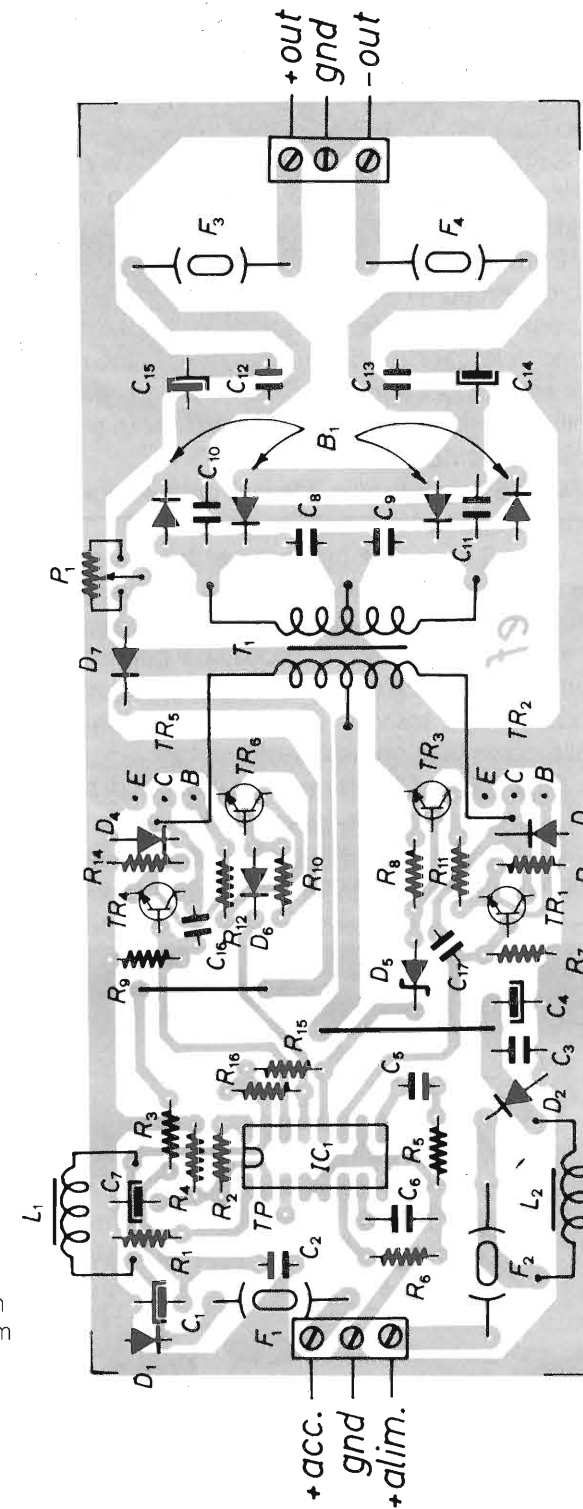 +out
gnd
-out
F3
F4
C15
C12
C13
C14
B1
C10
C8
C9
C11
P1
D7
T1
TR5
TR6
TR3
TR2
E
C
B
E
C
B
D4
R14
TR4
R12
D6
R10
C16
R9
R8
R11
TR1
D5
C17
C4
C3
D2
R16
R15
C5
R5
IC1
R3
R4
R2
TP
C6
R6
L1
C7
R1
C2
C1
D1
F1
F2
L2
+acc.
gnd
+alim.